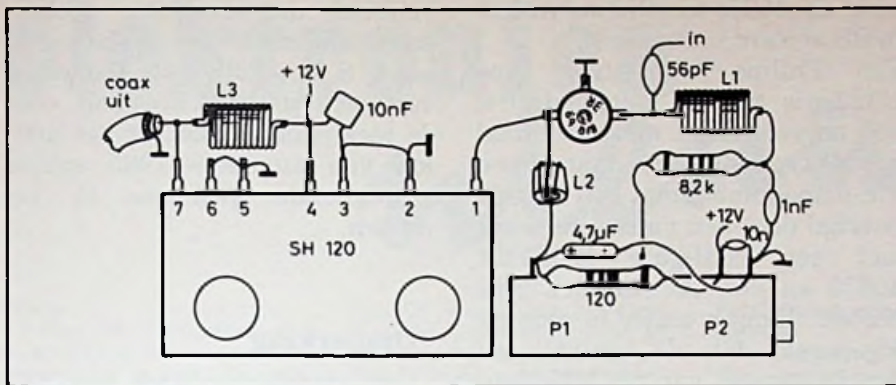 in
56pF
L1
coax
uit
L3
+12V
10nF
8,2k
1nF
L2
+12V
10n
4,7µF
+ -
7 6 5 4 3 2 1
SH 120
120
P1 P2